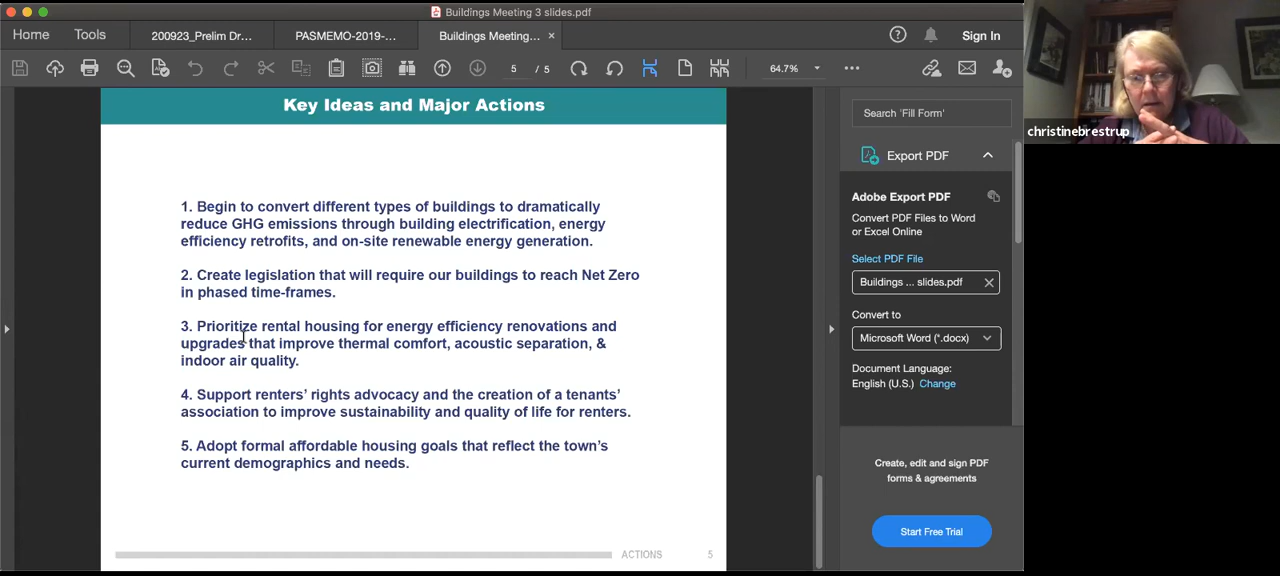 Buildings Meeting 3 slides.pdf
Home
Tools
200923_Prelim Dr...
PASMEMO-2019-...
Buildings Meeting...
Sign In
5 / 5
64.7%
Key Ideas and Major Actions
1. Begin to convert different types of buildings to dramatically
reduce GHG emissions through building electrification, energy
efficiency retrofits, and on-site renewable energy generation.
2. Create legislation that will require our buildings to reach Net Zero
in phased time-frames.
3. Prioritize rental housing for energy efficiency renovations and
upgrades that improve thermal comfort, acoustic separation, &
indoor air quality.
4. Support renters’ rights advocacy and the creation of a tenants’
association to improve sustainability and quality of life for renters.
5. Adopt formal affordable housing goals that reflect the town’s
current demographics and needs.
ACTIONS 5
Search 'Fill Form'
Export PDF
Adobe Export PDF
Convert PDF Files to Word
or Excel Online
Select PDF File
Buildings ... slides.pdf
Convert to
Microsoft Word (*.docx)
Document Language:
English (U.S.) Change
Create, edit and sign PDF
forms & agreements
Start Free Trial
christinebrestrup